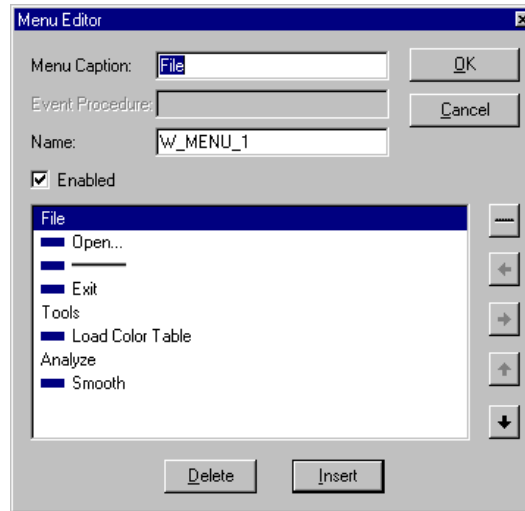 Menu Editor
Menu Caption: File OK
Event Procedure: Cancel
Name: W_MENU_1
Enabled
File
Open...
Exit
Tools
Load Color Table
Analyze
Smooth
Delete Insert